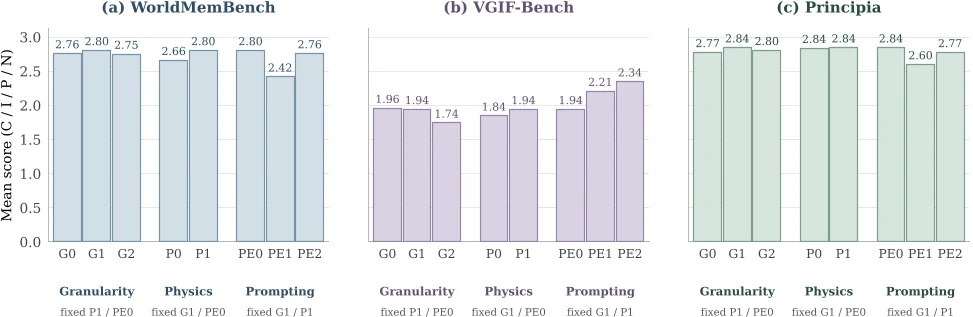 (a) WorldMemBench
Mean score (C / I / P / N)
3.0
2.5
2.0
1.5
1.0
0.5
0.0
2.76 2.80 2.75 2.66 2.80 2.80 2.42 2.76
G0 G1 G2 P0 P1 PE0 PE1 PE2
Granularity Physics Prompting
fixed P1 / PE0 fixed G1 / PE0 fixed G1 / P1
(b) VGIF-Bench
1.96 1.94 1.74 1.84 1.94 1.94 2.21 2.34
G0 G1 G2 P0 P1 PE0 PE1 PE2
Granularity Physics Prompting
fixed P1 / PE0 fixed G1 / PE0 fixed G1 / P1
(c) Principia
2.77 2.84 2.80 2.84 2.84 2.84 2.60 2.77
G0 G1 G2 P0 P1 PE0 PE1 PE2
Granularity Physics Prompting
fixed P1 / PE0 fixed G1 / PE0 fixed G1 / P1